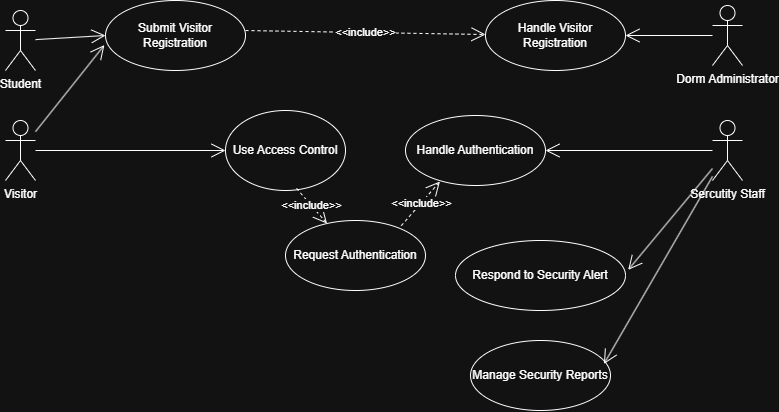 Submit Visitor
Registration
<<include>>
Handle Visitor
Registration
Student
Dorm Administrator
Use Access Control
Handle Authentication
Visitor
Sercutity Staff
<<include>>
<<include>>
Request Authentication
Respond to Security Alert
Manage Security Reports